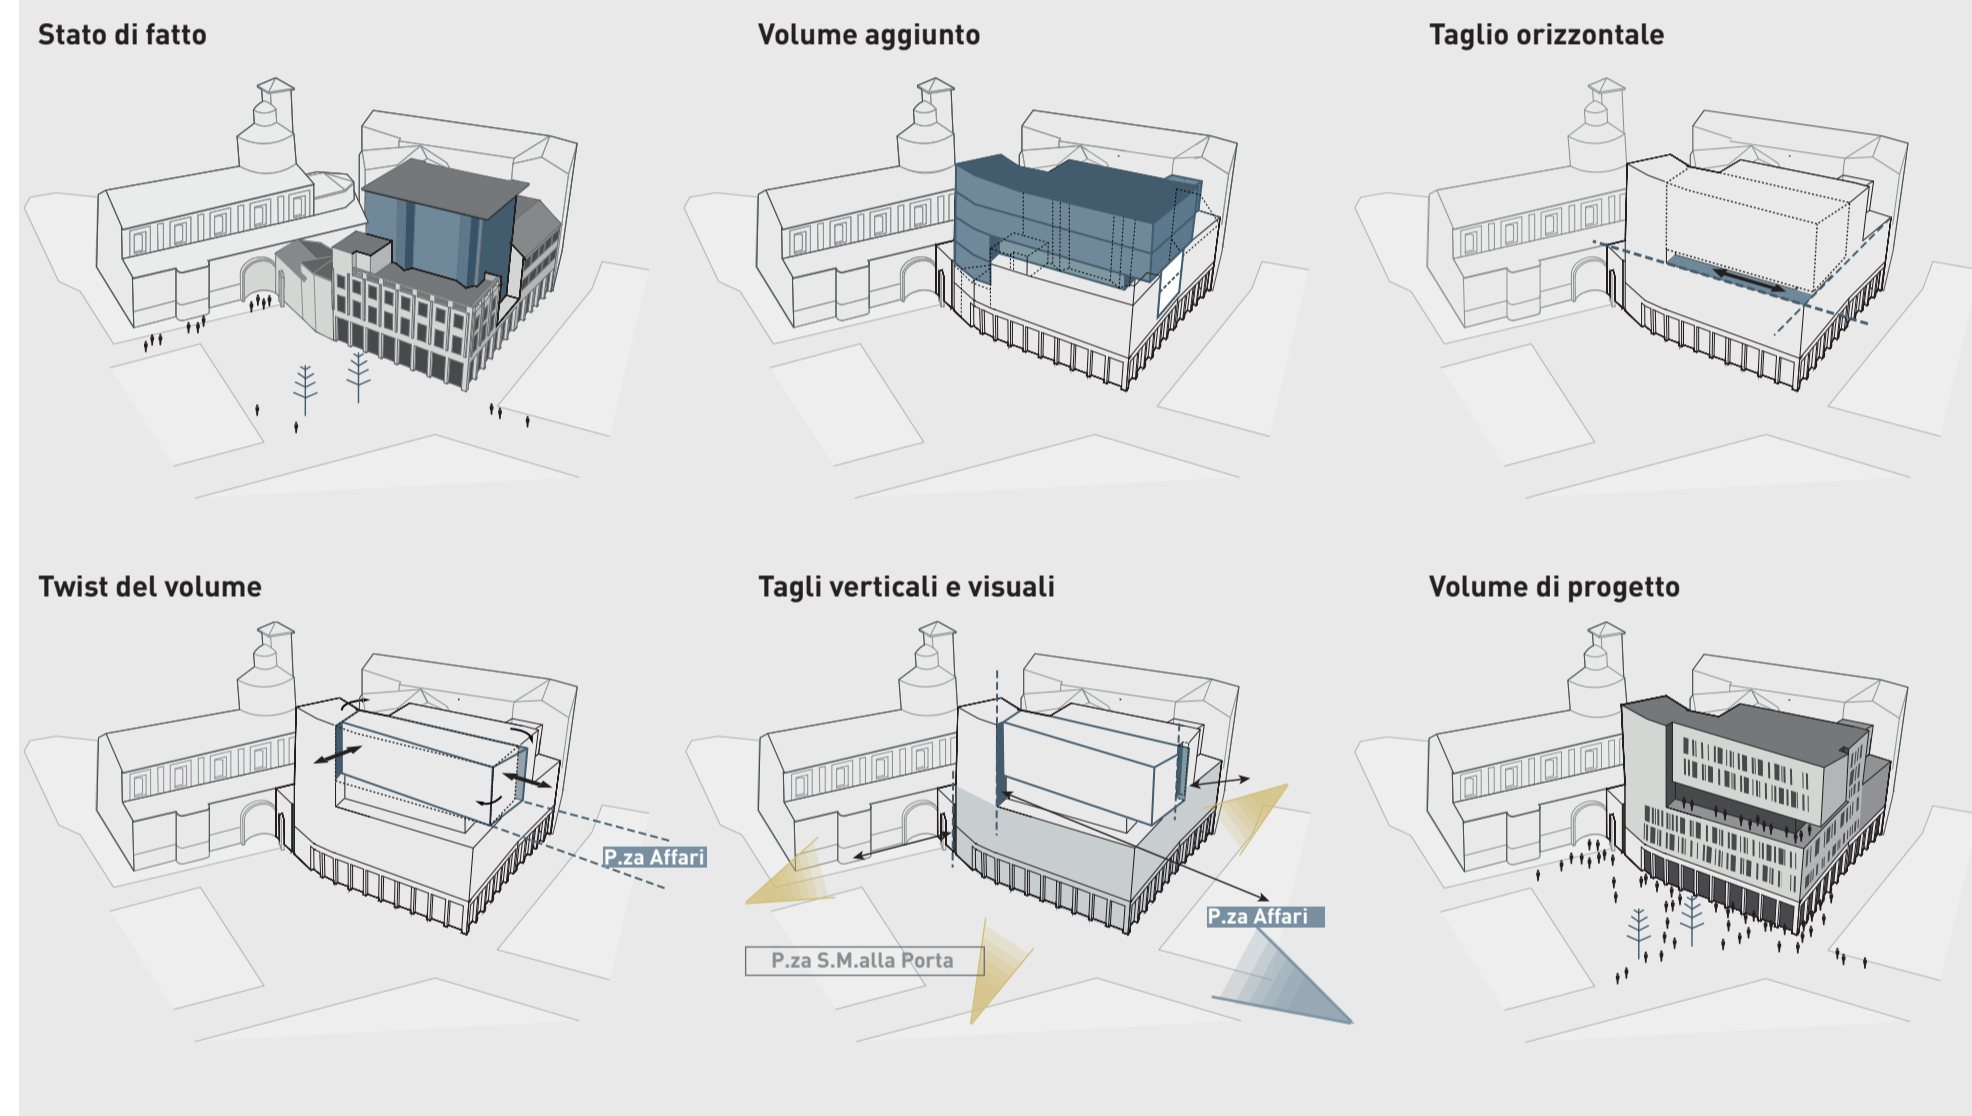 Stato di fatto
Volume aggiunto
Taglio orizzontale
Twist del volume
Tagli verticali e visuali
Volume di progetto
P.za Affari
P.za Affari
P.za S.M.alla Porta